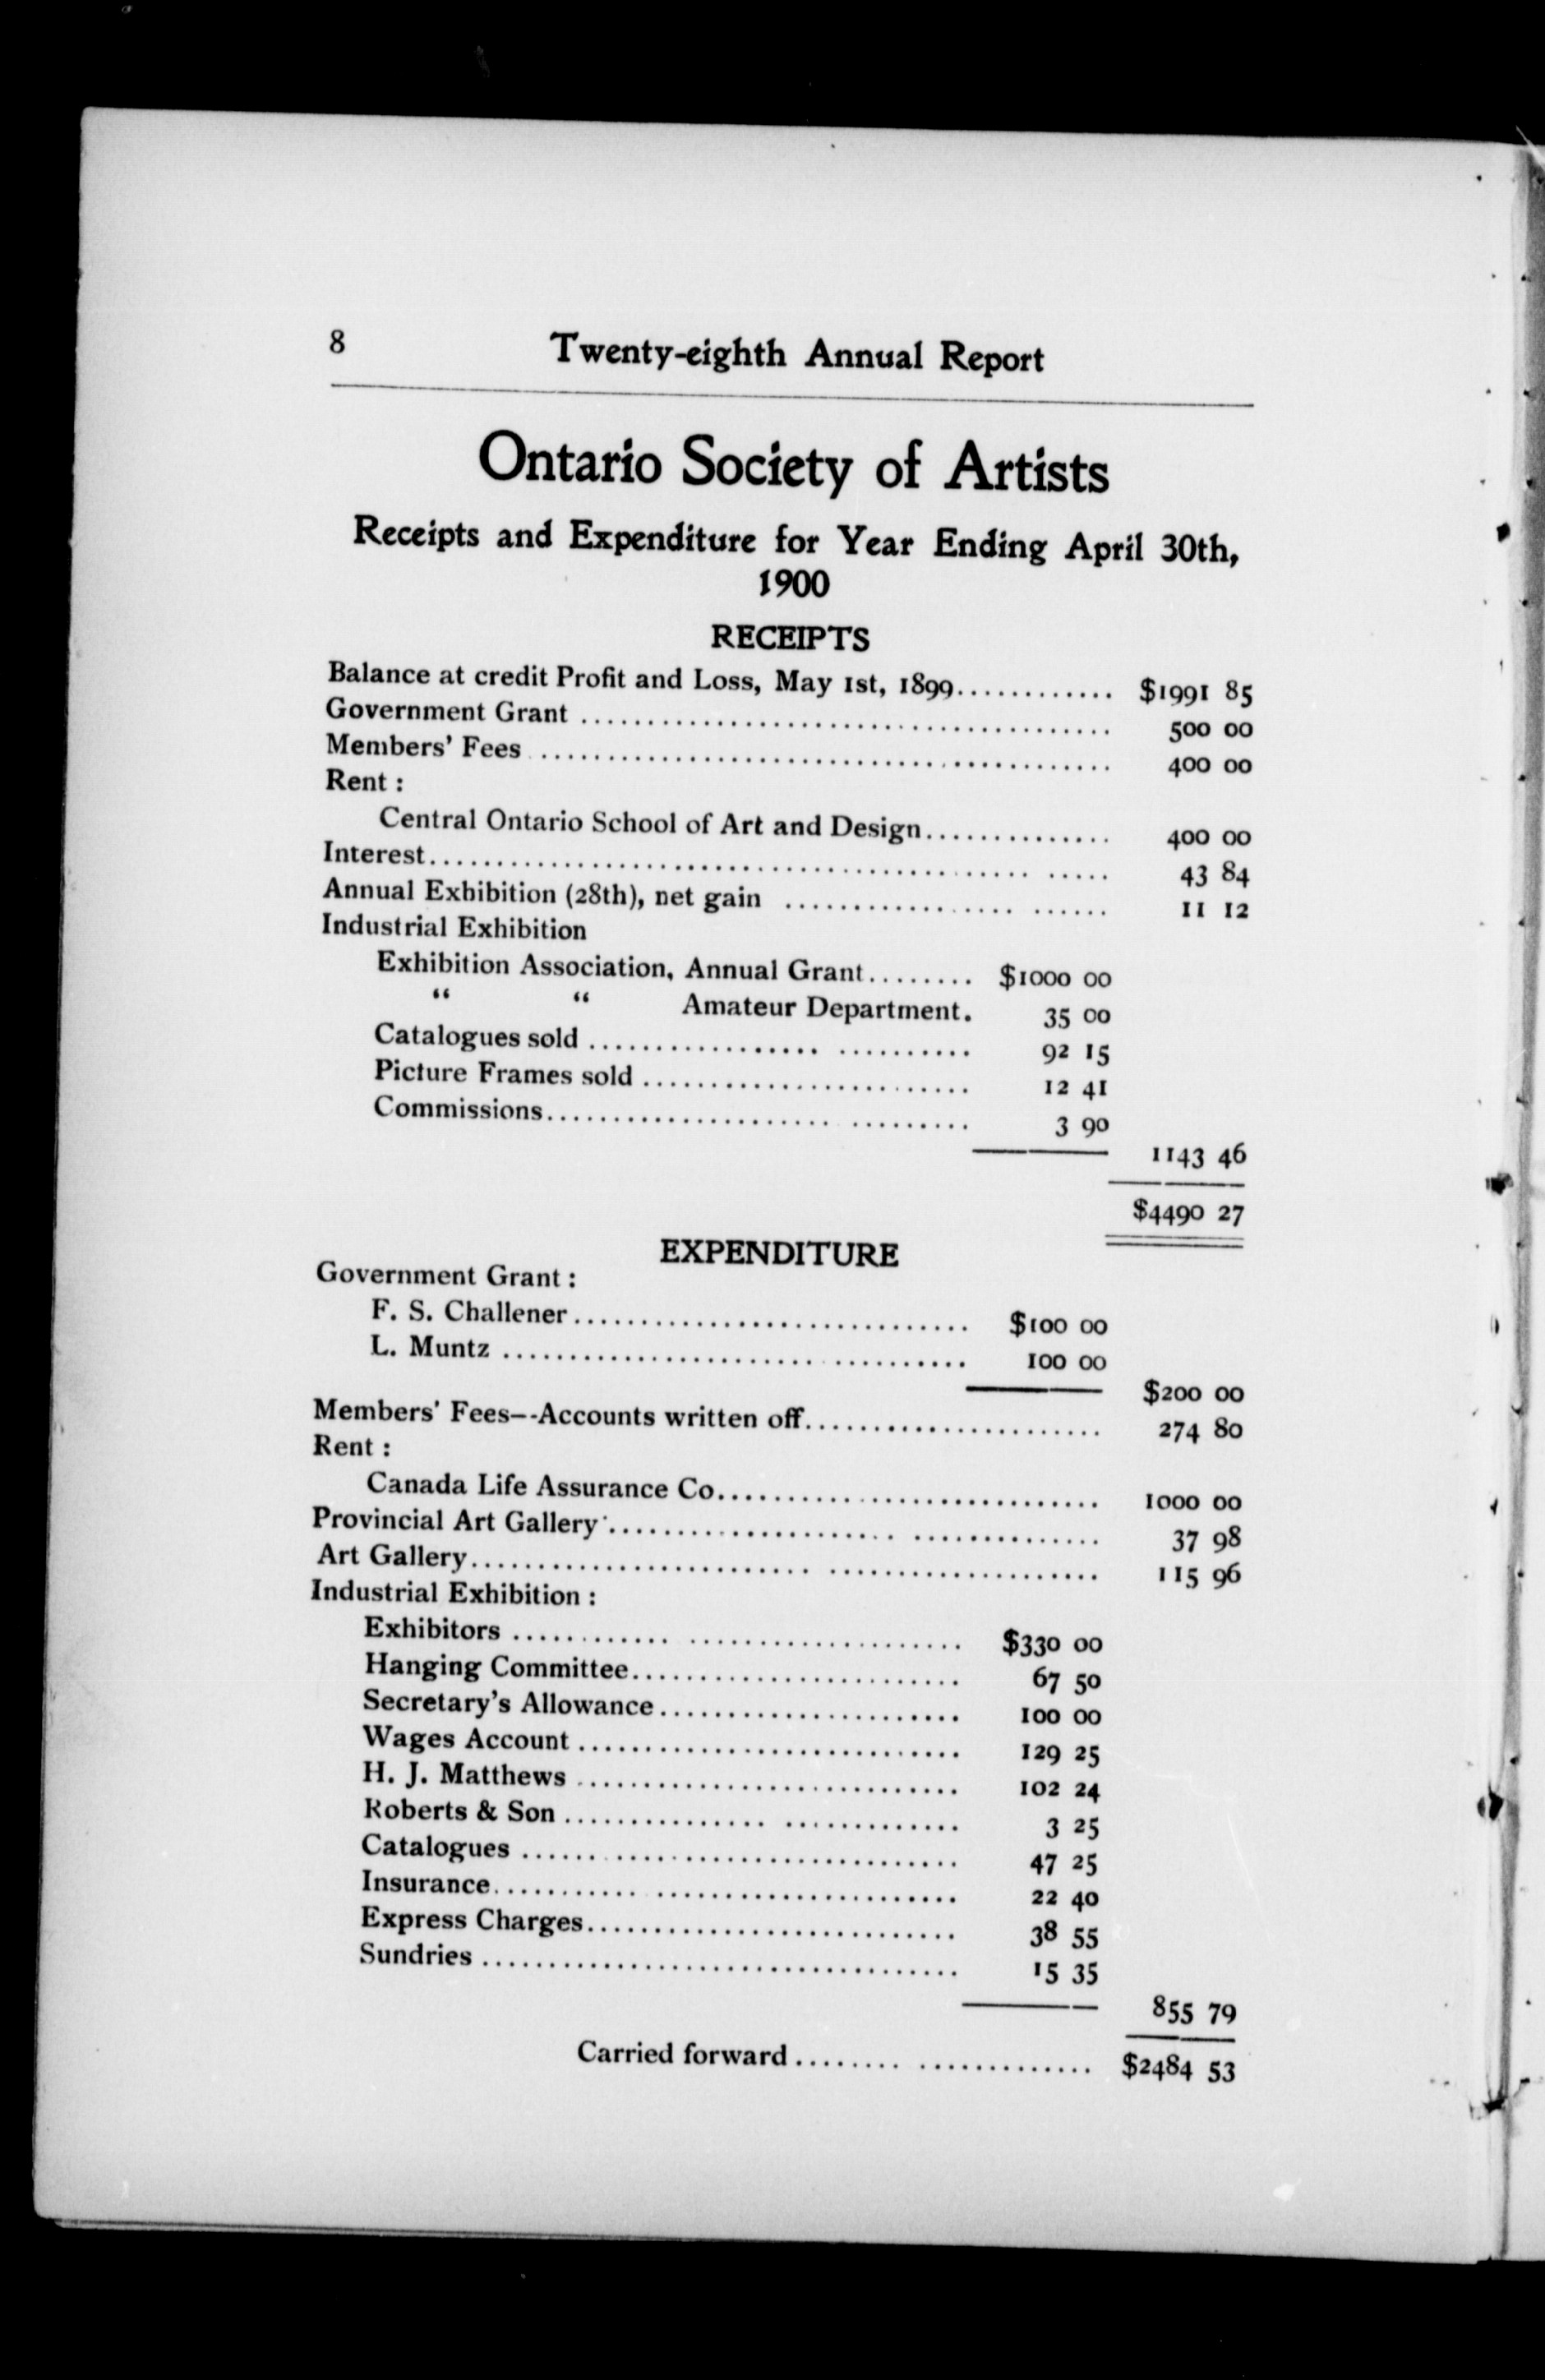 8 Twenty-eighth Annual Report
Ontario Society of Artists
Receipts and Expenditure for Year Ending April 30th,
1900
RECEIPTS
Balance at credit Profit and Loss, May 1st, 1899............ $1991 85
Government Grant ........................................ 500 00
Members' Fees ........................................... 400 00
Rent :
Central Ontario School of Art and Design.............. 400 00
Interest.................................................. 43 84
Annual Exhibition (28th), net gain ....................... 11 12
Industrial Exhibition
Exhibition Association, Annual Grant........ $1000 00
" " Amateur Department. 35 00
Catalogues sold ........................... 92 15
Picture Frames sold ......................... 12 41
Commissions............................... 3 90
1143 46
$4490 27
EXPENDITURE
Government Grant :
F. S. Challener.............................. $100 00
L. Muntz ................................... 100 00
$200 00
Members' Fees--Accounts written off...................... 274 80
Rent :
Canada Life Assurance Co............................. 1000 00
Provincial Art Gallery.................................... 37 98
Art Gallery.............................................. 115 96
Industrial Exhibition :
Exhibitors ................................. $330 00
Hanging Committee......................... 67 50
Secretary's Allowance....................... 100 00
Wages Account ............................. 129 25
H. J. Matthews ............................. 102 24
Roberts & Son ............................ 3 25
Catalogues ................................. 47 25
Insurance.................................. 22 40
Express Charges............................ 38 55
Sundries .................................... 15 35
855 79
Carried forward ..................... $2484 53